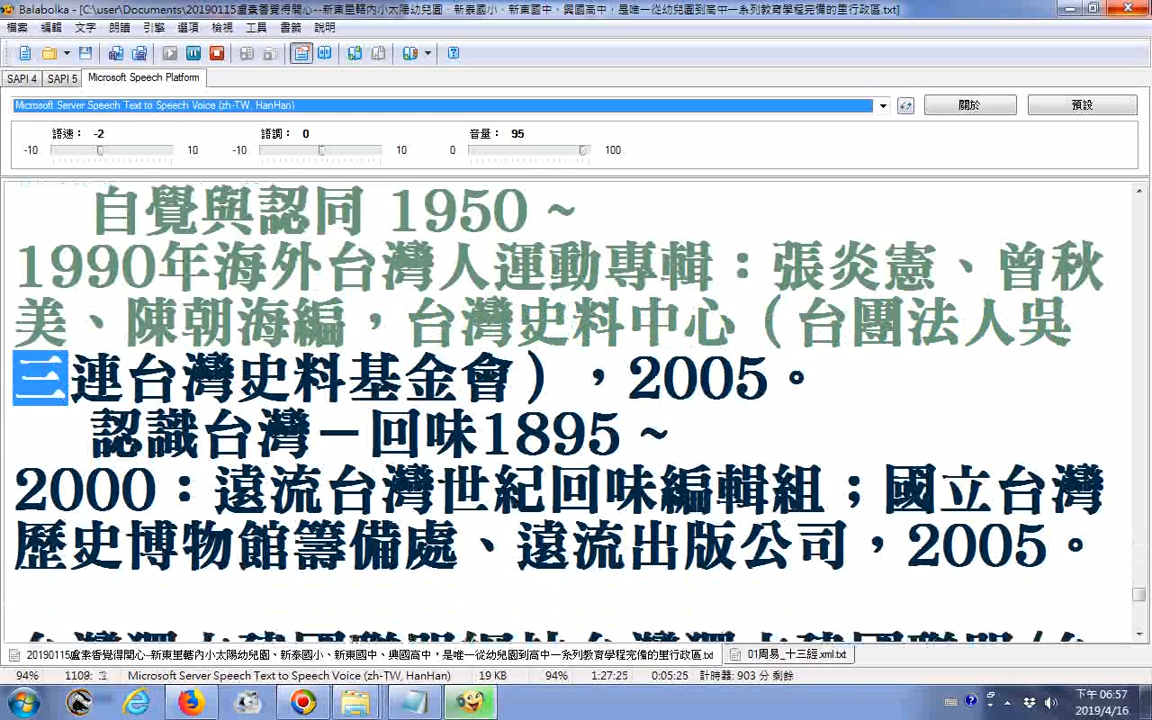 Balabolka - [C:\user\Documents\20190115盧素香覺得開心--新東里轄內小太陽幼兒園、新泰國小、新東國中、興國高中，是唯一從幼兒園到高中一系列教育學程完備的里行政區.txt]
檔案 編輯 文字 朗讀 引擎 選項 檢視 工具 書籤 說明
SAPI 4 SAPI 5 Microsoft Speech Platform
Microsoft Server Speech Text to Speech Voice (zh-TW, HanHan)
關於 預設
語速： -2 語調： 0 音量： 95
-10 10 -10 10 0 100
自覺與認同 1950 ~
1990年海外台灣人運動專輯：張炎憲、曾秋
美、陳朝海編，台灣史料中心（台團法人吳
三連台灣史料基金會），2005。
認識台灣－回味1895 ~
2000：遠流台灣世紀回味編輯組；國立台灣
歷史博物館籌備處、遠流出版公司，2005。
20190115盧素香覺得開心--新東里轄內小太陽幼兒園、新泰國小、新東國中、興國高中，是唯一從幼兒園到高中一系列教育學程完備的里行政區.txt 01周易_十三經.xml.txt
94% 1109: 3 Microsoft Server Speech Text to Speech Voice (zh-TW, HanHan) 19 KB 94% 1:27:25 0:05:25 計時器: 903 分 剩餘
下午 06:57
2019/4/16